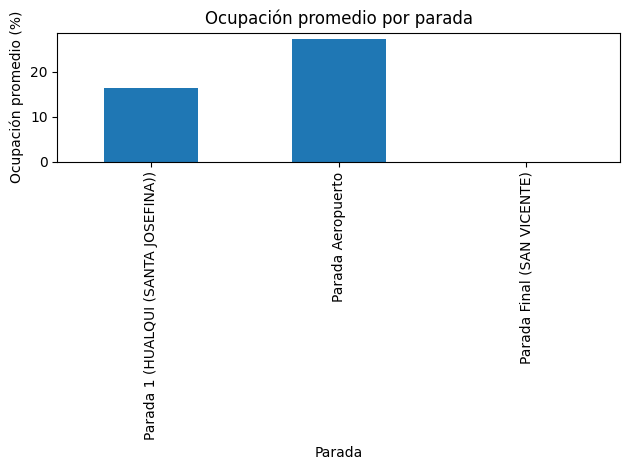 Ocupación promedio por parada
Ocupación promedio (%)
20
10
0
Parada 1 (HUALQUI (SANTA JOSEFINA))
Parada Aeropuerto
Parada Final (SAN VICENTE)
Parada